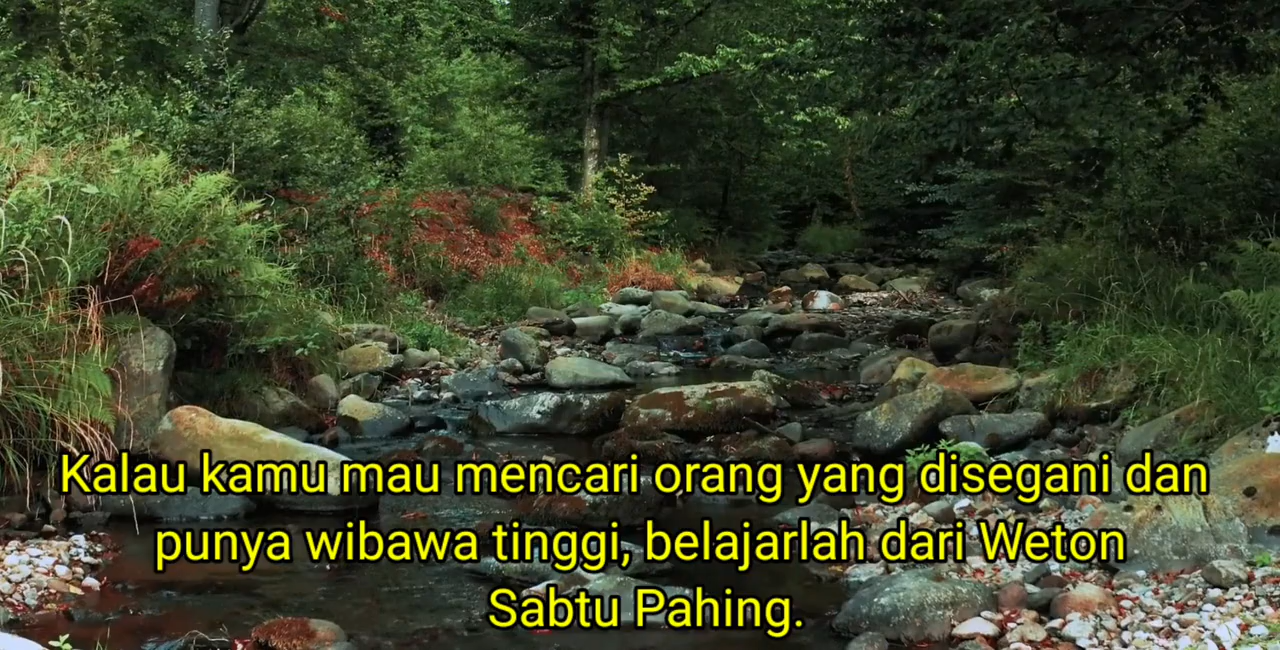 Kalau kamu mau mencari orang yang disegani dan
punya wibawa tinggi, belajarlah dari Weton
Sabtu Pahing.